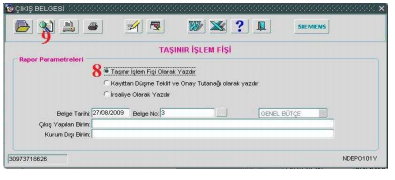 ÇIKIŞ BELGESİ
9
SIEMENS
TAŞINIR İŞLEM FİŞİ
Rapor Parametreleri
8 Taşınır İşlem Fişi Olarak Yazdır
Kayıttan Düşme Teklif ve Onay Tutanağı olarak yazdır
İrsaliye Olarak Yazdır
Belge Tarihi: 27/08/2009 Belge No: 3 GENEL BÜTÇE
Çıkış Yapılan Birim:
Kurum Dışı Birim:
30973718626 NDEPO101Y